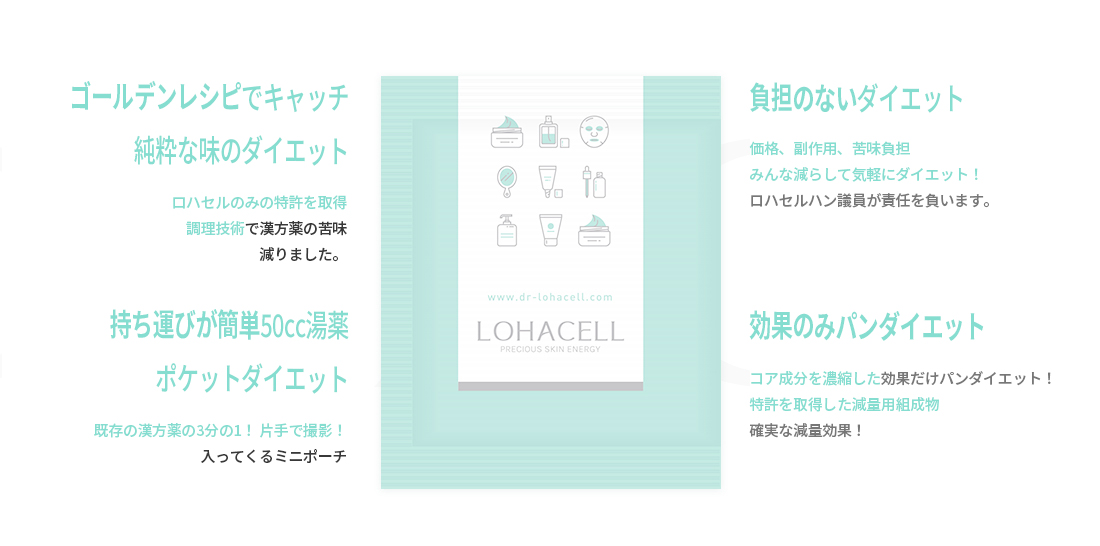 ゴールデンレシピでキャッチ
純粋な味のダイエット
ロハセルのみの特許を取得
調理技術で漢方薬の苦味
減りました。
持ち運びが簡単50cc湯薬
ポケットダイエット
既存の漢方薬の3分の1！ 片手で撮影！
入ってくるミニポーチ
www.dr-lohacell.com
LOHACELL
PRECIOUS SKIN ENERGY
負担のないダイエット
価格、副作用、苦味負担
みんな減らして気軽にダイエット！
ロハセルハン議員が責任を負います。
効果のみパンダイエット
コア成分を濃縮した効果だけパンダイエット！
特許を取得した減量用組成物
確実な減量効果！